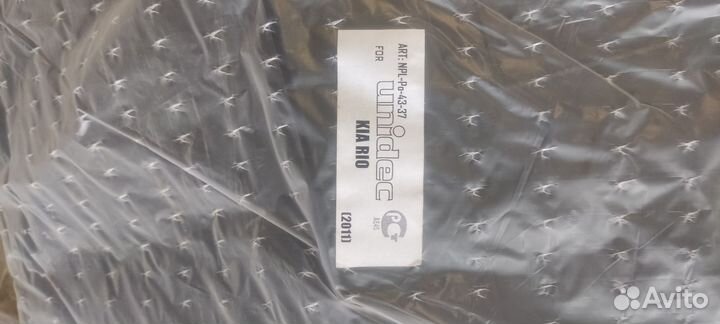 ART: NPL-Po-43-37
FOR
unidec
KIA RIO (2011)
Avito